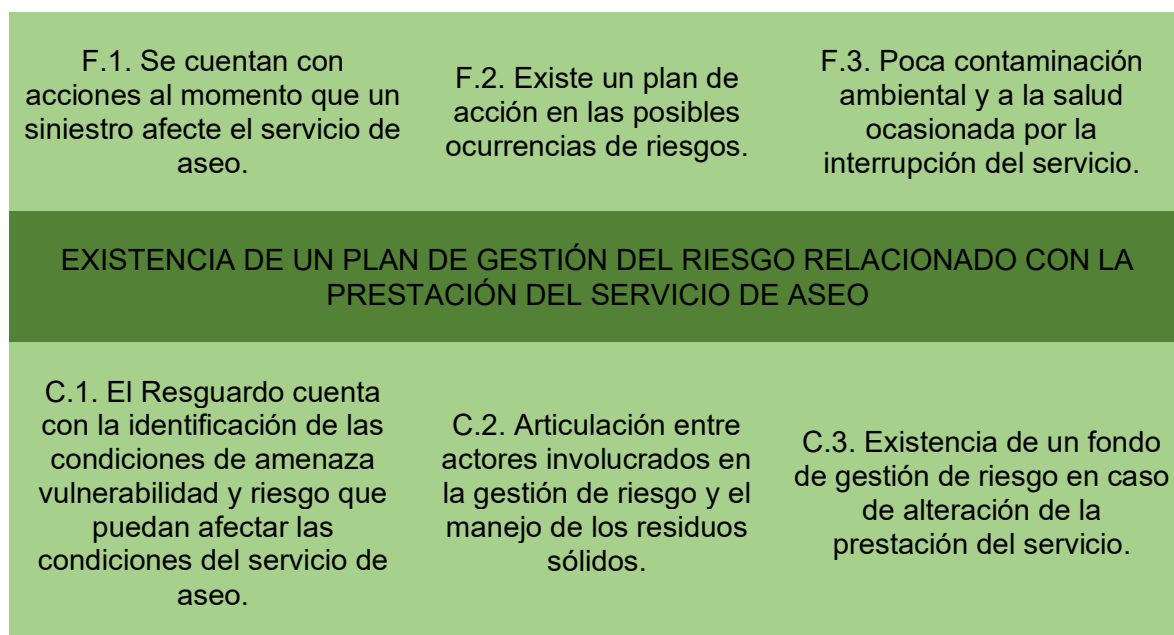 F.1. Se cuentan con
acciones al momento que un
siniestro afecte el servicio de
aseo.
F.2. Existe un plan de
acción en las posibles
ocurrencias de riesgos.
F.3. Poca contaminación
ambiental y a la salud
ocasionada por la
interrupción del servicio.
EXISTENCIA DE UN PLAN DE GESTIÓN DEL RIESGO RELACIONADO CON LA
PRESTACIÓN DEL SERVICIO DE ASEO
C.1. El Resguardo cuenta
con la identificación de las
condiciones de amenaza
vulnerabilidad y riesgo que
puedan afectar las
condiciones del servicio de
aseo.
C.2. Articulación entre
actores involucrados en
la gestión de riesgo y el
manejo de los residuos
sólidos.
C.3. Existencia de un fondo
de gestión de riesgo en caso
de alteración de la
prestación del servicio.